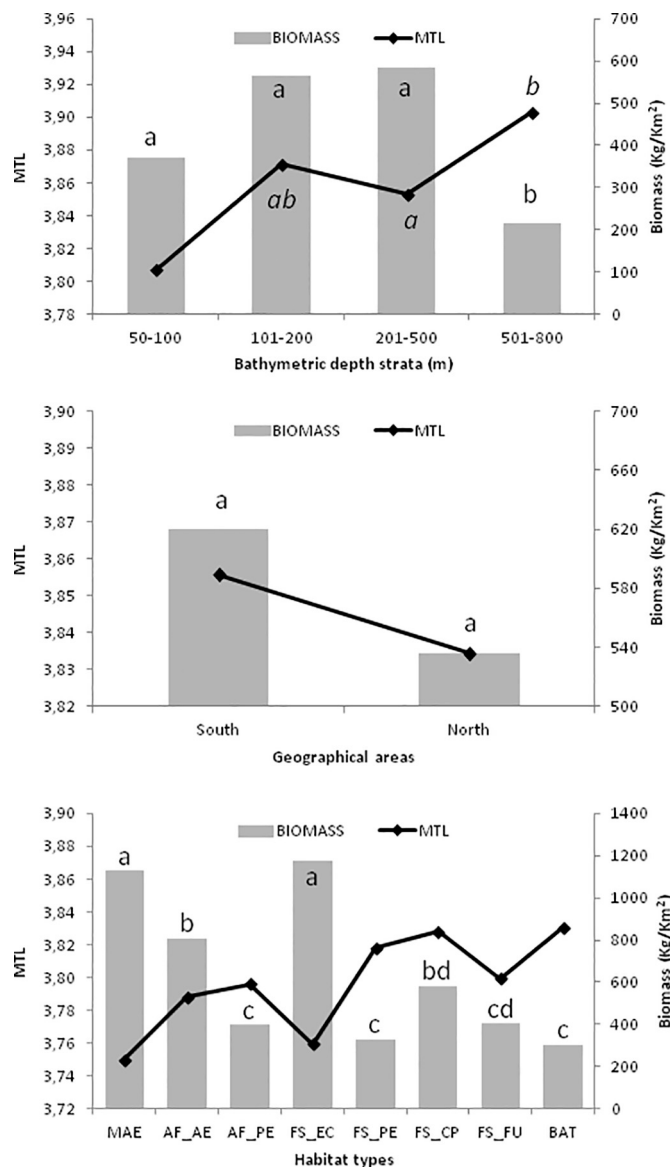 BIOMASS MTL
3,96 700
3,94 600
3,92 500
3,90 400
3,88 300
3,86 200
3,84 100
3,82 0
3,80
3,78
MTL
Biomass (Kg/Km²)
a a a b
ab a b
50-100 101-200 201-500 501-800
Bathymetric depth strata (m)
BIOMASS MTL
3,90 700
3,89 660
3,88 620
3,87 580
3,86 540
3,85 500
3,84
3,83
3,82
MTL
Biomass (Kg/Km²)
a a
South North
Geographical areas
BIOMASS MTL
3,90 1400
3,88 1200
3,86 1000
3,84 800
3,82 600
3,80 400
3,78 200
3,76 0
3,74
3,72
MTL
Biomass (Kg/Km²)
a b c a c bd cd c
MAE AF_AE AF_PE FS_EC FS_PE FS_CP FS_FU BAT
Habitat types